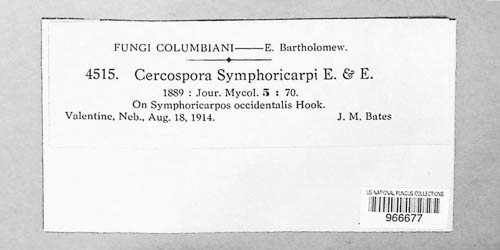 FUNGI COLUMBIANI——E. Bartholomew.
4515. Cercospora Symphoricarpi E. & E.
1889 : Jour. Mycol. 5 : 70.
On Symphoricarpos occidentalis Hook.
Valentine, Neb., Aug. 18, 1914. J. M. Bates
US NATIONAL FUNGUS COLLECTIONS
966677